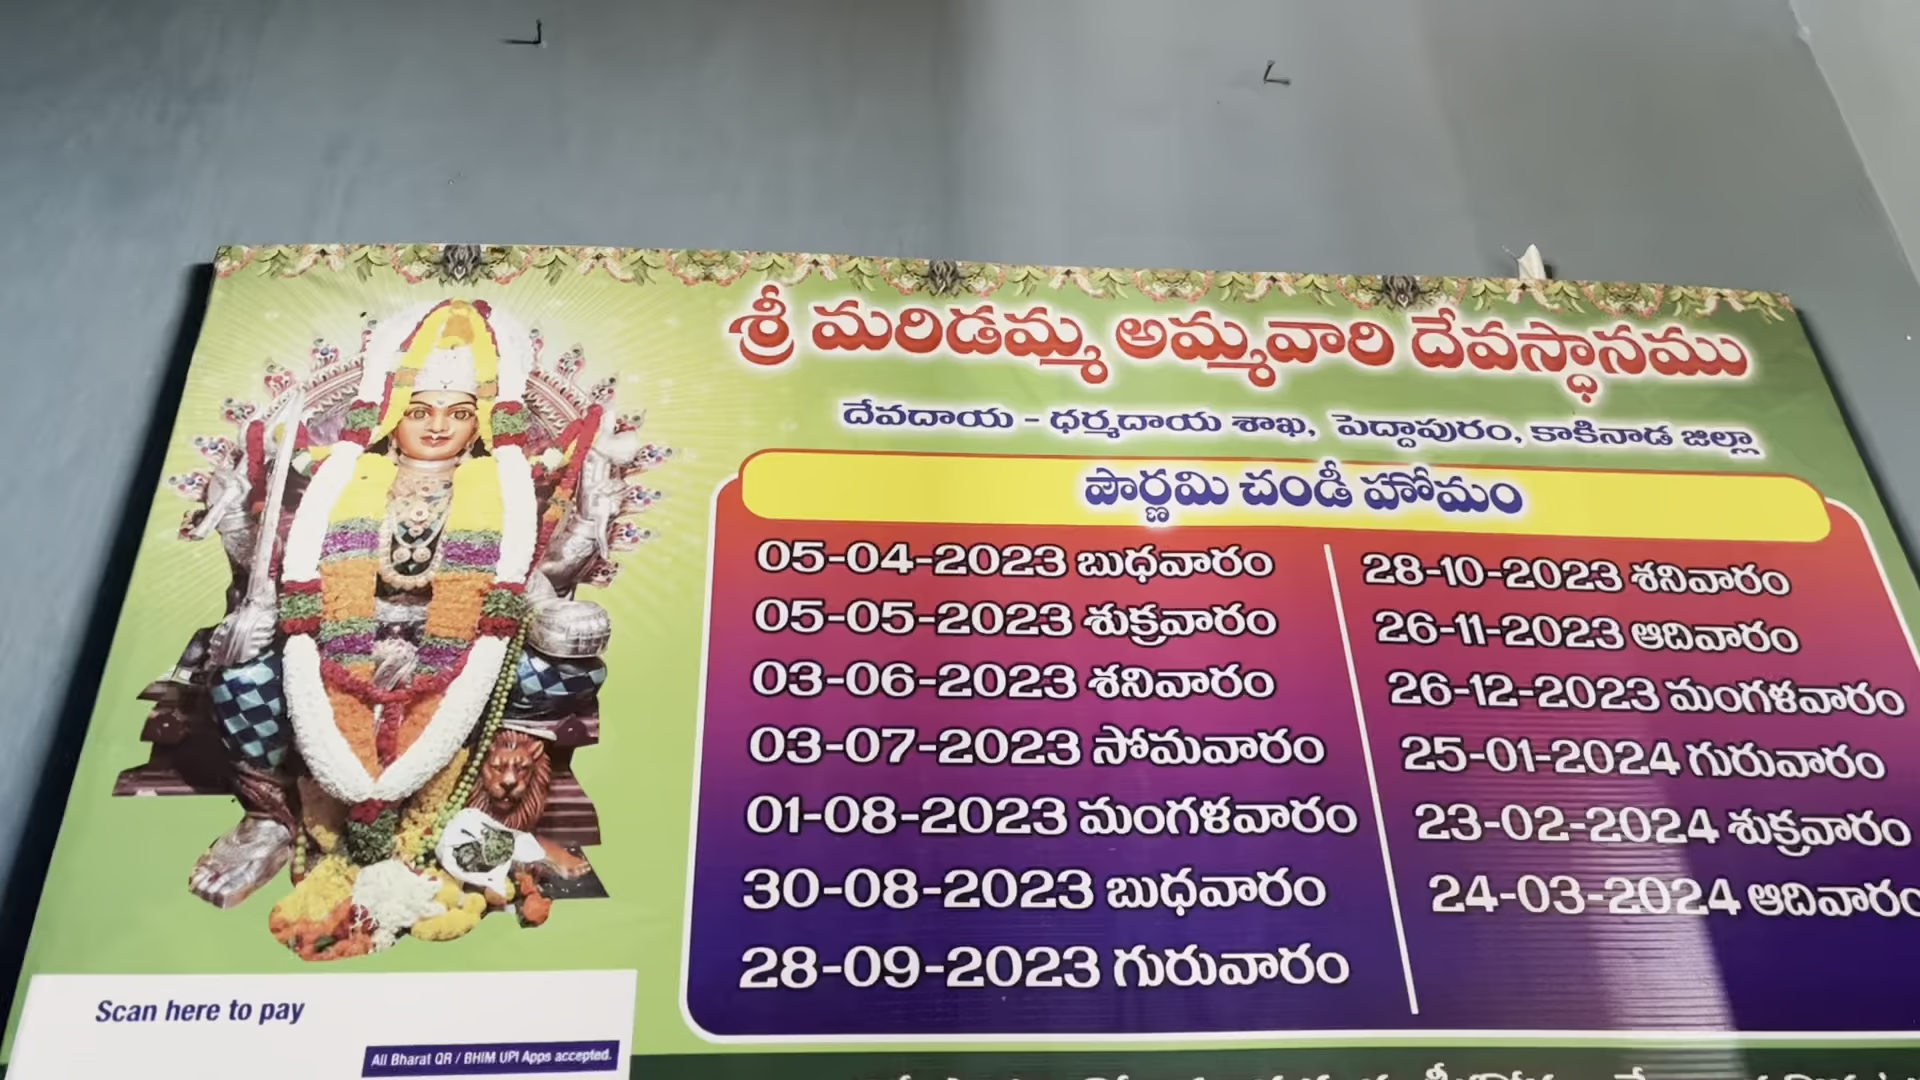 శ్రీ మరిడమ్మ అమ్మవారి దేవస్థానము
దేవదాయ - ధర్మదాయ శాఖ, పెద్దాపురం, కాకినాడ జిల్లా
పౌర్ణమి చండీ హోమం
05-04-2023 బుధవారం
05-05-2023 శుక్రవారం
03-06-2023 శనివారం
03-07-2023 సోమవారం
01-08-2023 మంగళవారం
30-08-2023 బుధవారం
28-09-2023 గురువారం
28-10-2023 శనివారం
26-11-2023 ఆదివారం
26-12-2023 మంగళవారం
25-01-2024 గురువారం
23-02-2024 శుక్రవారం
24-03-2024 ఆదివారం
Scan here to pay
All Bharat QR / BHIM UPI Apps accepted.